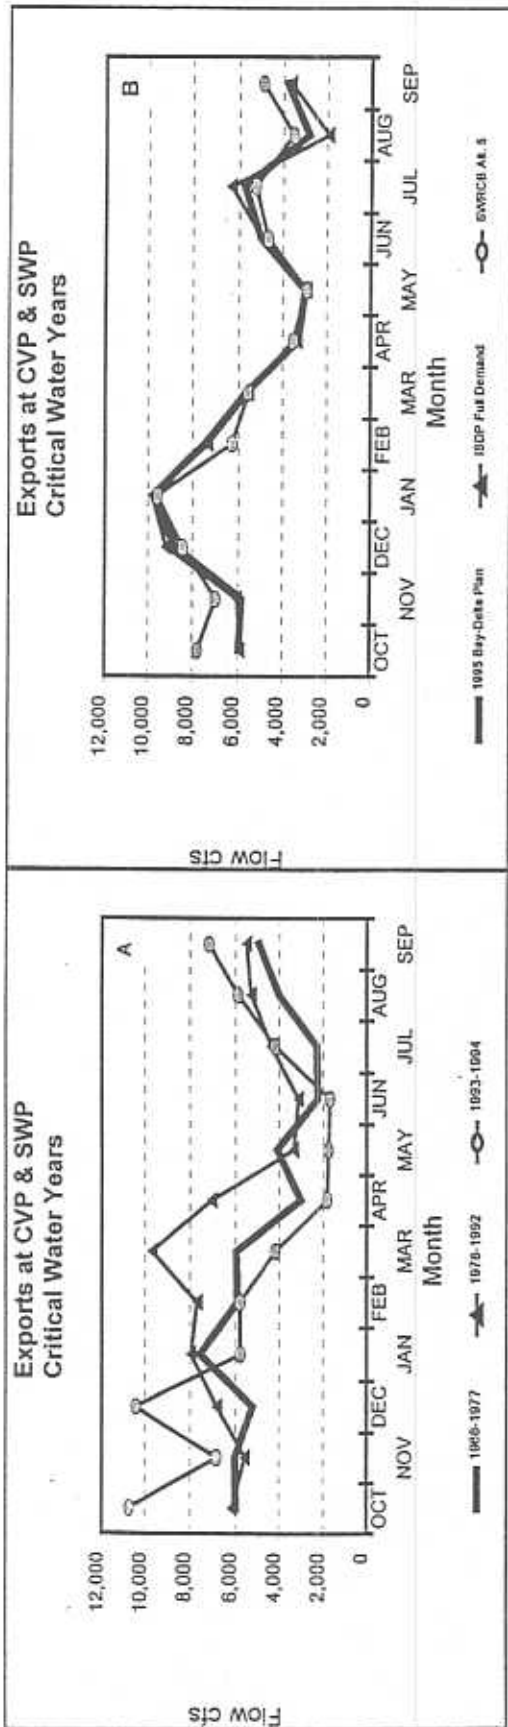 Exports at CVP & SWP
Critical Water Years
A
Flow cfs
12,000
10,000
8,000
6,000
4,000
2,000
0
OCT NOV DEC JAN FEB MAR APR MAY JUN JUL AUG SEP
Month
1968-1977 1978-1992 1993-1994
Exports at CVP & SWP
Critical Water Years
B
Flow cfs
12,000
10,000
8,000
6,000
4,000
2,000
0
OCT NOV DEC JAN FEB MAR APR MAY JUN JUL AUG SEP
Month
1995 Bay-Delta Plan ISDP Full Demand SWRCB Alt. 5